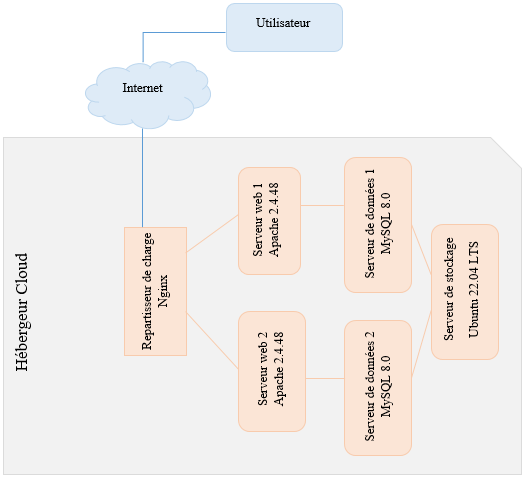 Utilisateur
Internet
Hébergeur Cloud
Repartisseur de charge
Nginx
Serveur web 1
Apache 2.4.48
Serveur de données 1
MySQL 8.0
Serveur web 2
Apache 2.4.48
Serveur de données 2
MySQL 8.0
Serveur de stockage
Ubuntu 22.04 LTS